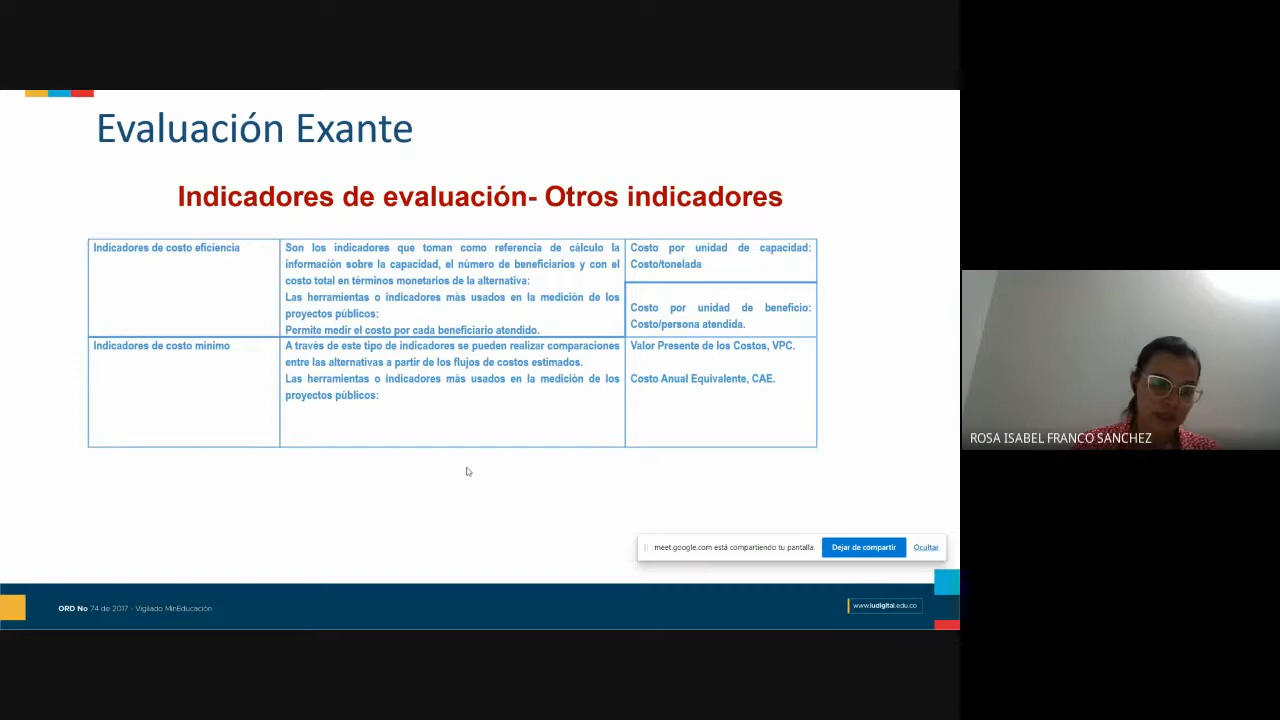 Evaluación Exante
Indicadores de evaluación- Otros indicadores
Indicadores de costo eficiencia
Son los indicadores que toman como referencia de cálculo la
información sobre la capacidad, el número de beneficiarios y con el
costo total en términos monetarios de la alternativa:
Las herramientas o indicadores más usados en la medición de los
proyectos públicos:
Permite medir el costo por cada beneficiario atendido.
Costo por unidad de capacidad:
Costo/tonelada
Costo por unidad de beneficio:
Costo/persona atendida.
Indicadores de costo mínimo
A través de este tipo de indicadores se pueden realizar comparaciones
entre las alternativas a partir de los flujos de costos estimados.
Las herramientas o indicadores más usados en la medición de los
proyectos públicos:
Valor Presente de los Costos, VPC.
Costo Anual Equivalente, CAE.
meet.google.com está compartiendo tu pantalla.
Dejar de compartir
Ocultar
ORD No 74 de 2017 - Vigilado MinEducación
www.iudigital.edu.co
ROSA ISABEL FRANCO SANCHEZ